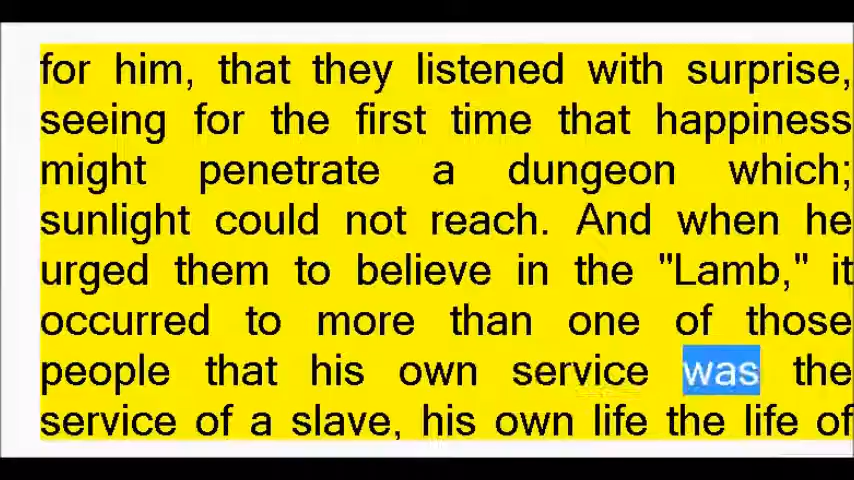 for him, that they listened with surprise,
seeing for the first time that happiness
might penetrate a dungeon which;
sunlight could not reach. And when he
urged them to believe in the "Lamb," it
occurred to more than one of those
people that his own service was the
service of a slave, his own life the life of